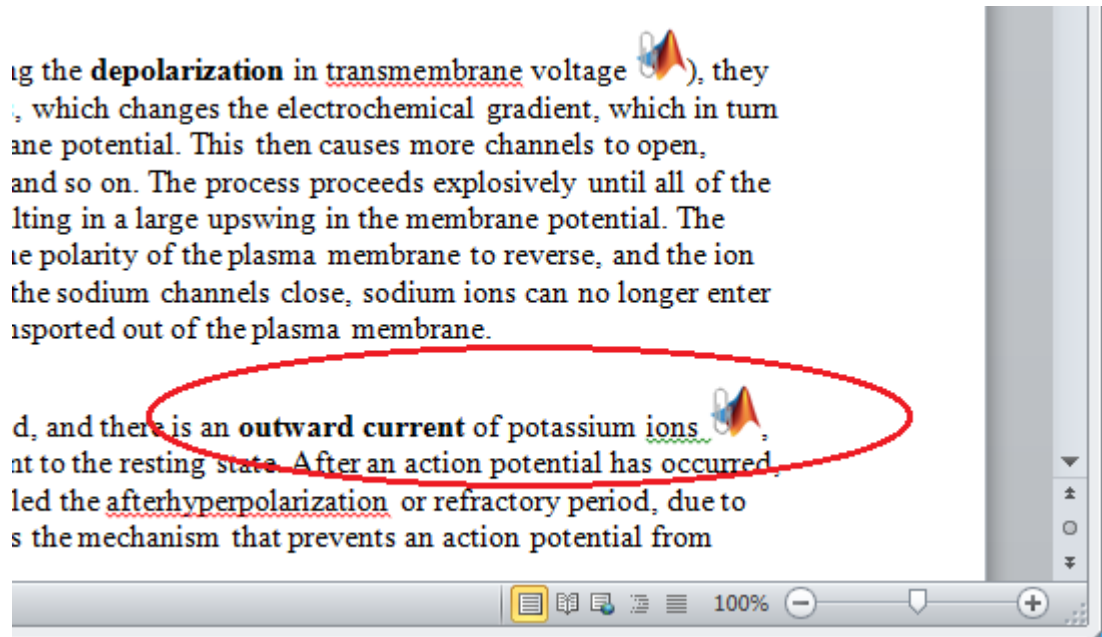 ng the depolarization in transmembrane voltage ), they
, which changes the electrochemical gradient, which in turn
ane potential. This then causes more channels to open,
and so on. The process proceeds explosively until all of the
lting in a large upswing in the membrane potential. The
ne polarity of the plasma membrane to reverse, and the ion
the sodium channels close, sodium ions can no longer enter
nsported out of the plasma membrane.
d, and there is an outward current of potassium ions ,
nt to the resting state. After an action potential has occurred,
led the afterhyperpolarization or refractory period, due to
s the mechanism that prevents an action potential from
100%